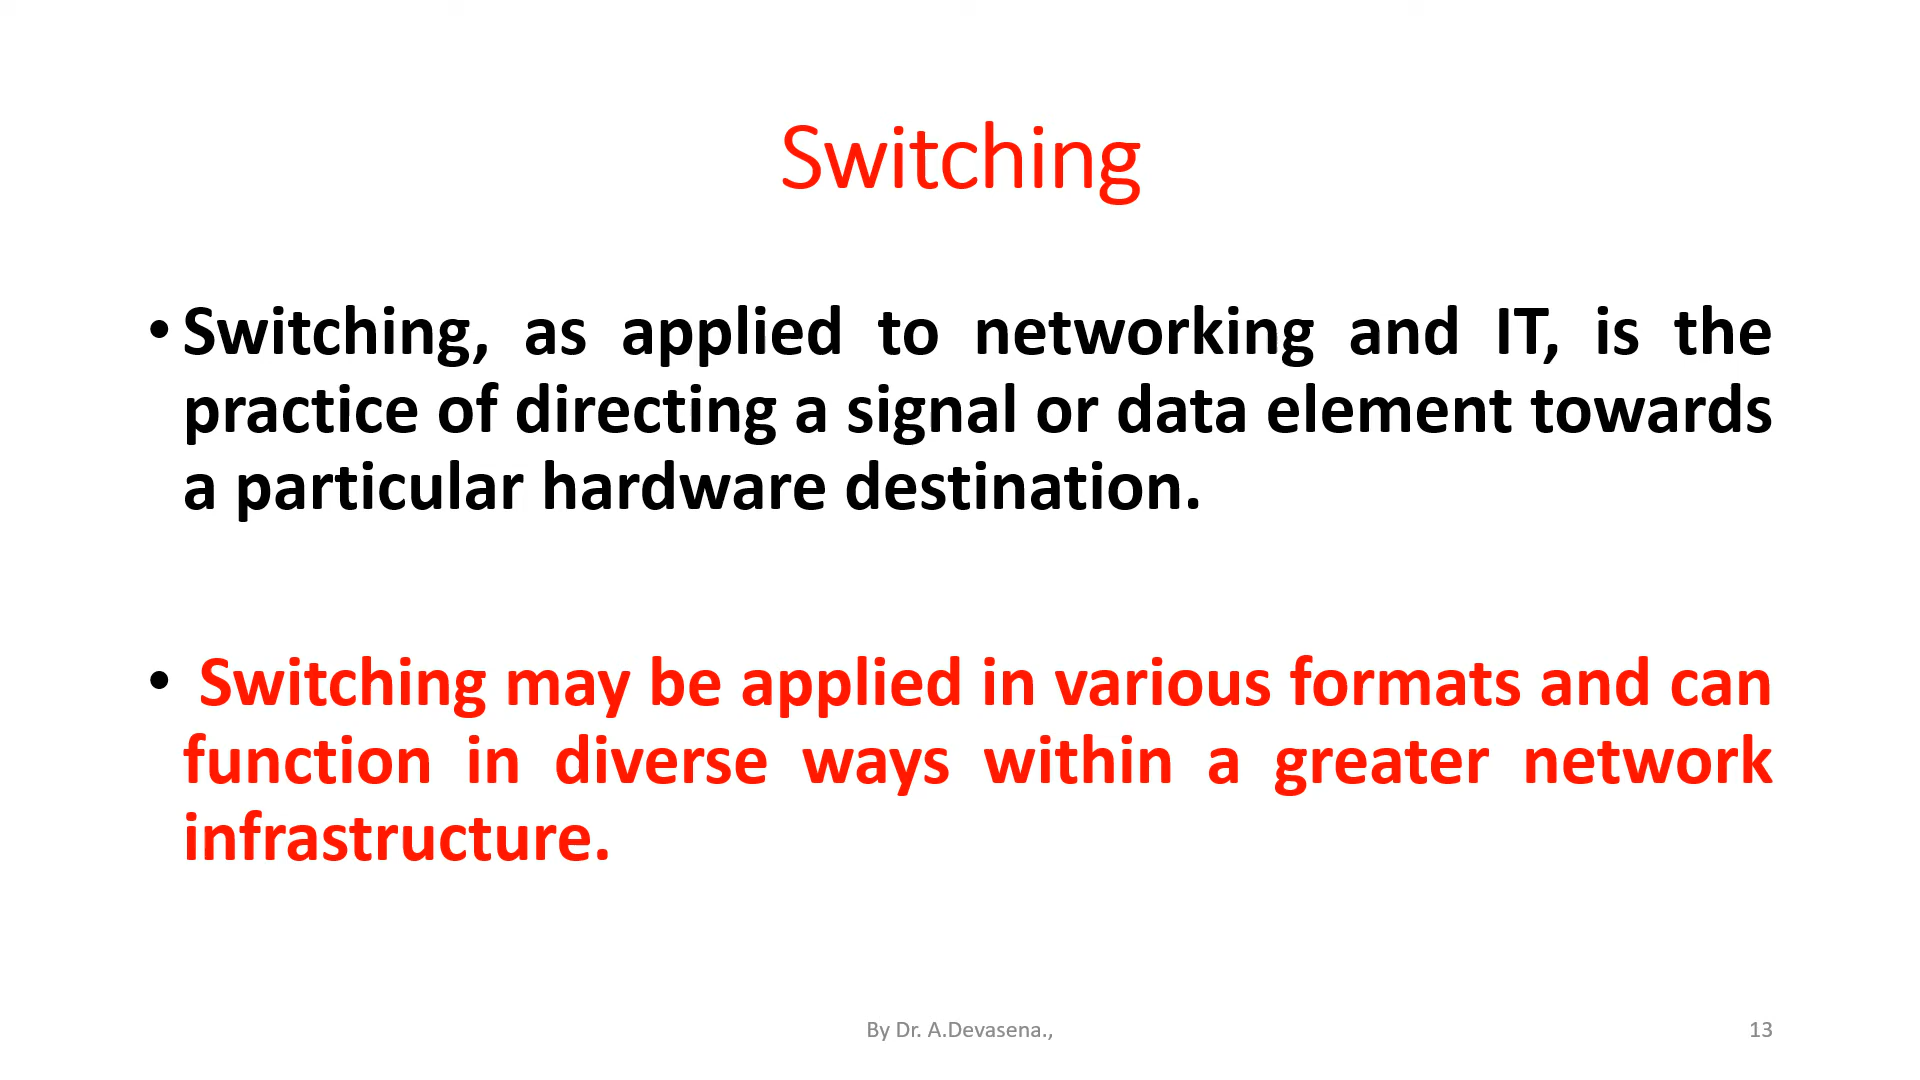 Switching
• Switching, as applied to networking and IT, is the
practice of directing a signal or data element towards
a particular hardware destination.
• Switching may be applied in various formats and can
function in diverse ways within a greater network
infrastructure.
By Dr. A.Devasena.,
13